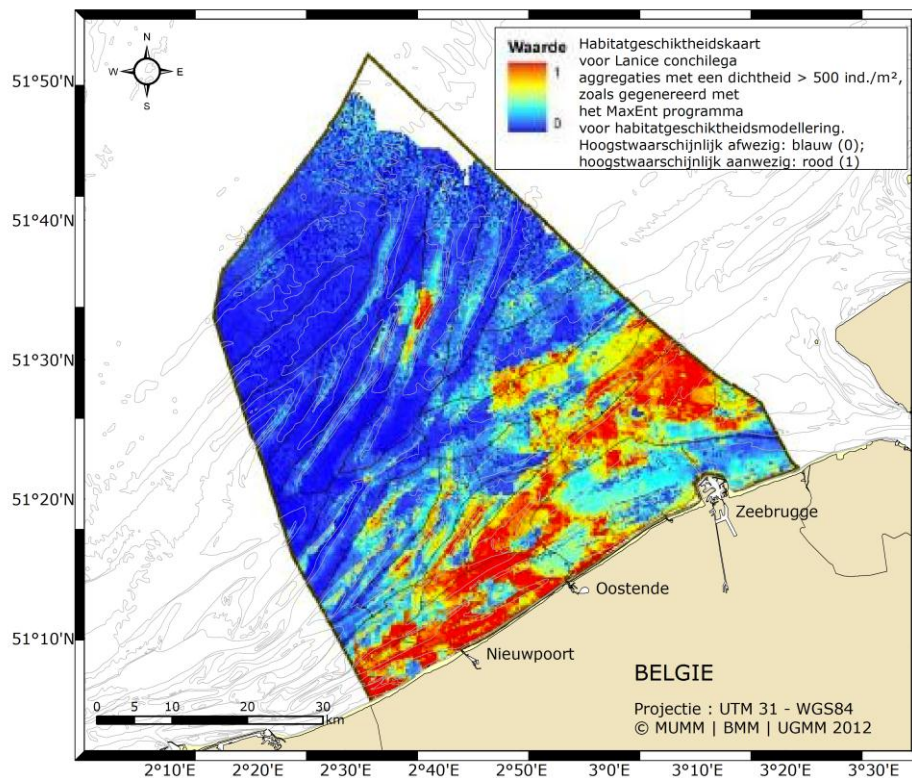 N
W E
S
Waarde
1
0
Habitatgeschiktheidskaart
voor Lanice conchilega
aggregaties met een dichtheid > 500 ind./m²,
zoals gegenereerd met
het MaxEnt programma
voor habitatgeschiktheidsmodellering.
Hoogstwaarschijnlijk afwezig: blauw (0);
hoogstwaarschijnlijk aanwezig: rood (1)
51°50'N
51°40'N
51°30'N
51°20'N
51°10'N
Zeebrugge
Oostende
Nieuwpoort
BELGIE
Projectie : UTM 31 - WGS84
© MUMM | BMM | UGMM 2012
0 5 10 20 30
km
2°10'E 2°20'E 2°30'E 2°40'E 2°50'E 3°0'E 3°10'E 3°20'E 3°30'E